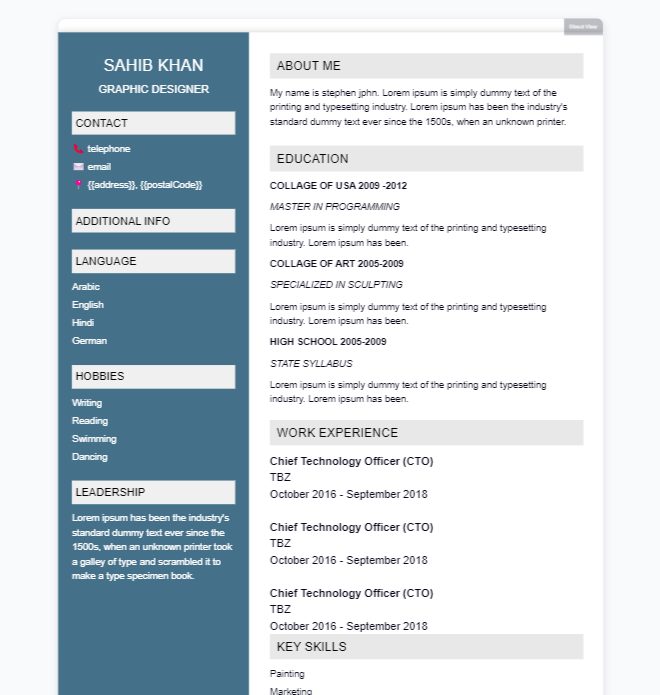 Direct View
SAHIB KHAN
GRAPHIC DESIGNER
CONTACT
telephone
email
{{address}}, {{postalCode}}
ADDITIONAL INFO
LANGUAGE
Arabic
English
Hindi
German
HOBBIES
Writing
Reading
Swimming
Dancing
LEADERSHIP
Lorem ipsum has been the industry's
standard dummy text ever since the
1500s, when an unknown printer took
a galley of type and scrambled it to
make a type specimen book.
ABOUT ME
My name is stephen jphn. Lorem ipsum is simply dummy text of the
printing and typesetting industry. Lorem ipsum has been the industry's
standard dummy text ever since the 1500s, when an unknown printer.
EDUCATION
COLLAGE OF USA 2009 -2012
MASTER IN PROGRAMMING
Lorem ipsum is simply dummy text of the printing and typesetting
industry. Lorem ipsum has been.
COLLAGE OF ART 2005-2009
SPECIALIZED IN SCULPTING
Lorem ipsum is simply dummy text of the printing and typesetting
industry. Lorem ipsum has been.
HIGH SCHOOL 2005-2009
STATE SYLLABUS
Lorem ipsum is simply dummy text of the printing and typesetting
industry. Lorem ipsum has been.
WORK EXPERIENCE
Chief Technology Officer (CTO)
TBZ
October 2016 - September 2018
Chief Technology Officer (CTO)
TBZ
October 2016 - September 2018
Chief Technology Officer (CTO)
TBZ
October 2016 - September 2018
KEY SKILLS
Painting
Marketing